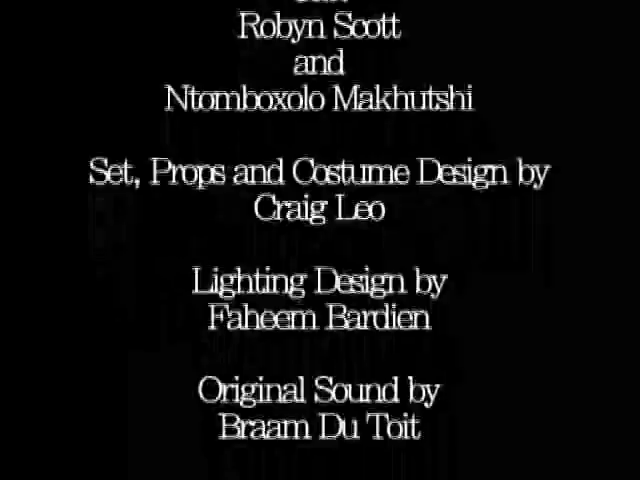 Robyn Scott
and
Ntomboxolo Makhutshi
Set, Props and Costume Design by
Craig Leo
Lighting Design by
Faheem Bardien
Original Sound by
Braam Du Toit